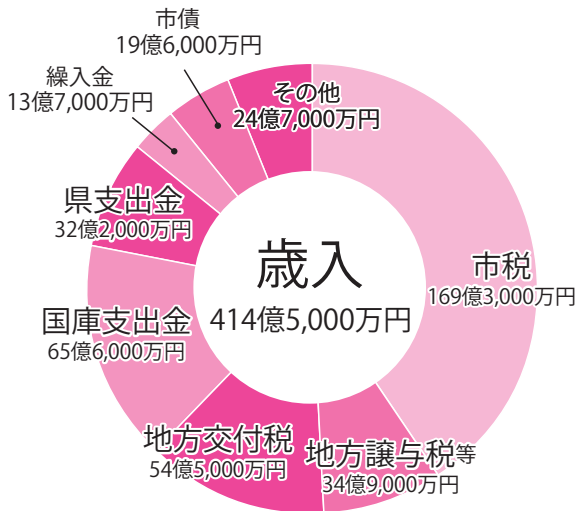 市債
19億6,000万円
繰入金
13億7,000万円
その他
24億7,000万円
県支出金
32億2,000万円
歳入
414億5,000万円
市税
169億3,000万円
国庫支出金
65億6,000万円
地方交付税
54億5,000万円
地方譲与税等
34億9,000万円